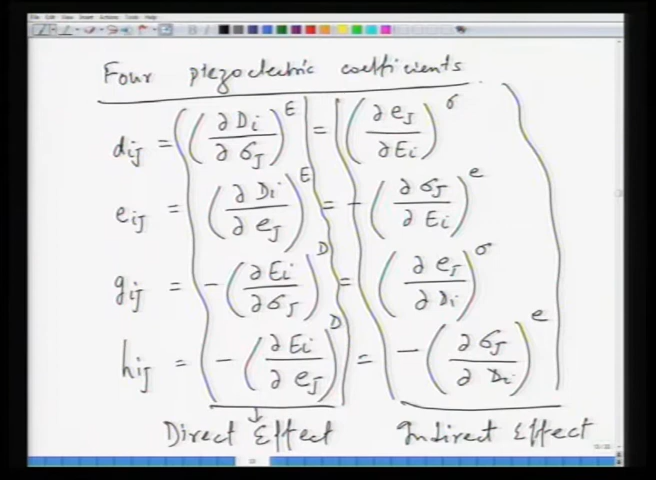 Four piezoelectric coefficients
dᵢⱼ = (∂Dᵢ/∂σⱼ)^E = (∂eⱼ/∂Eᵢ)^σ
eᵢⱼ = (∂Dᵢ/∂eⱼ)^E = -(∂σⱼ/∂Eᵢ)^e
gᵢⱼ = -(∂Eᵢ/∂σⱼ)^D = (∂eⱼ/∂Dᵢ)^σ
hᵢⱼ = -(∂Eᵢ/∂eⱼ)^D = -(∂σⱼ/∂Dᵢ)^e
Direct Effect Indirect Effect